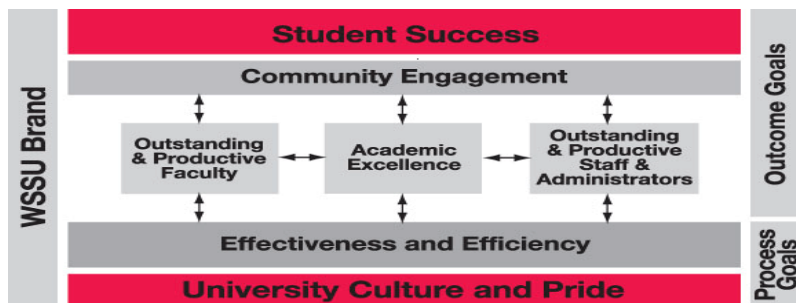 WSSU Brand
Student Success
Community Engagement
Outstanding
& Productive
Faculty
Academic
Excellence
Outstanding
& Productive
Staff &
Administrators
Effectiveness and Efficiency
University Culture and Pride
Outcome Goals
Process
Goals